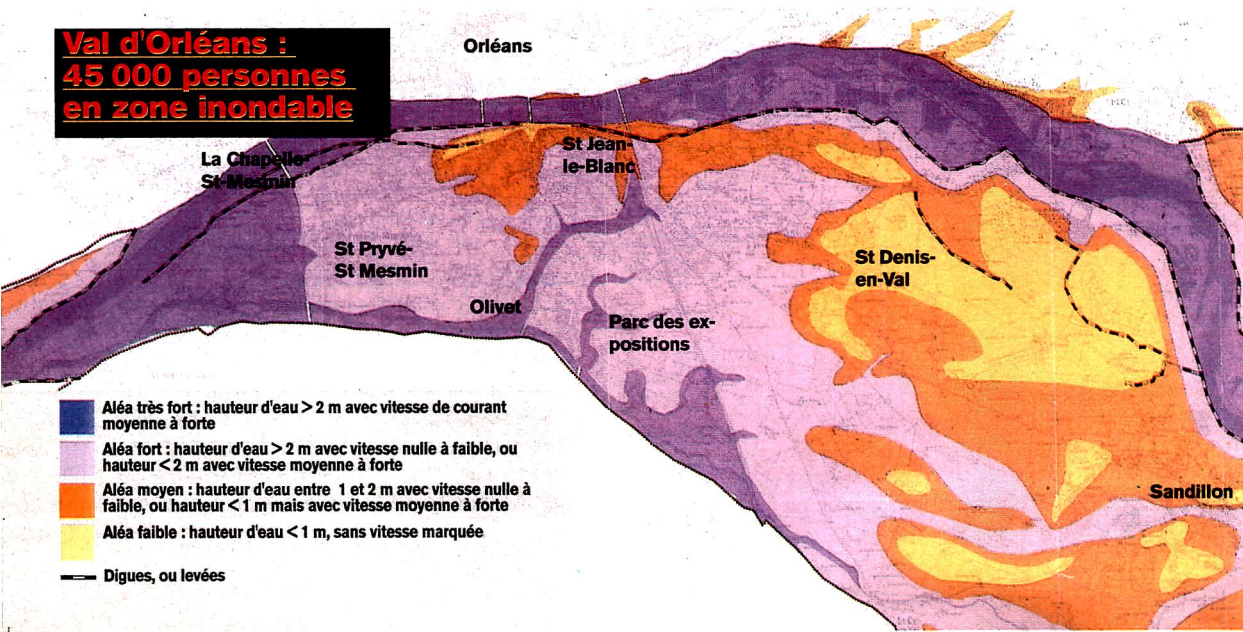 Val d'Orléans :
45 000 personnes
en zone inondable
Orléans
La Chapelle-
St-Mesmin
St Jean-
le-Blanc
St Pryvé-
St Mesmin
Olivet
Parc des ex-
positions
St Denis-
en-Val
Sandillon
Aléa très fort : hauteur d'eau > 2 m avec vitesse de courant
moyenne à forte
Aléa fort : hauteur d'eau > 2 m avec vitesse nulle à faible, ou
hauteur < 2 m avec vitesse moyenne à forte
Aléa moyen : hauteur d'eau entre 1 et 2 m avec vitesse nulle à
faible, ou hauteur < 1 m mais avec vitesse moyenne à forte
Aléa faible : hauteur d'eau < 1 m, sans vitesse marquée
Digues, ou levées